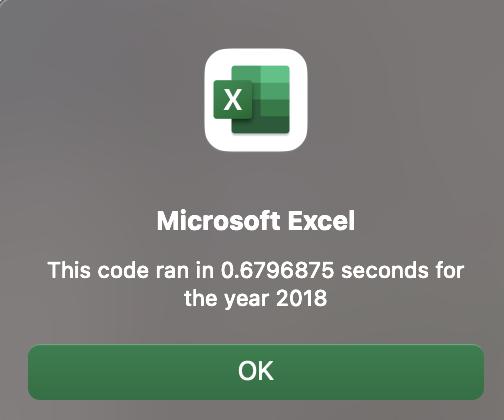 X
Microsoft Excel
This code ran in 0.6796875 seconds for
the year 2018
OK